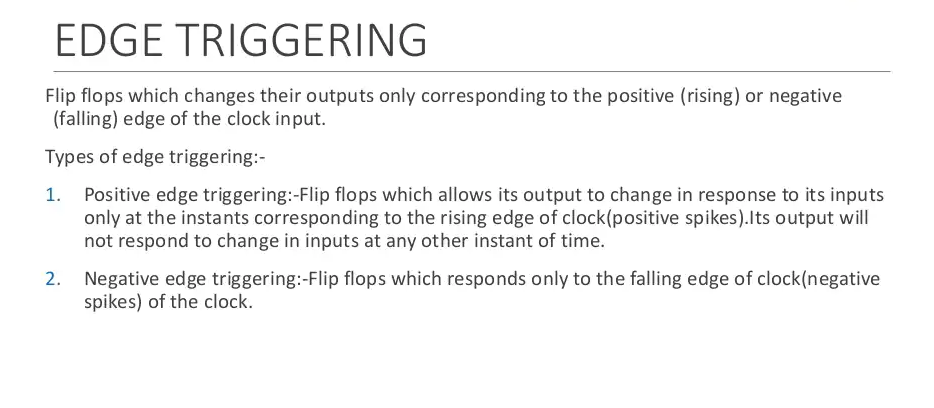 EDGE TRIGGERING
Flip flops which changes their outputs only corresponding to the positive (rising) or negative
(falling) edge of the clock input.
Types of edge triggering:-
1. Positive edge triggering:-Flip flops which allows its output to change in response to its inputs
only at the instants corresponding to the rising edge of clock(positive spikes).Its output will
not respond to change in inputs at any other instant of time.
2. Negative edge triggering:-Flip flops which responds only to the falling edge of clock(negative
spikes) of the clock.